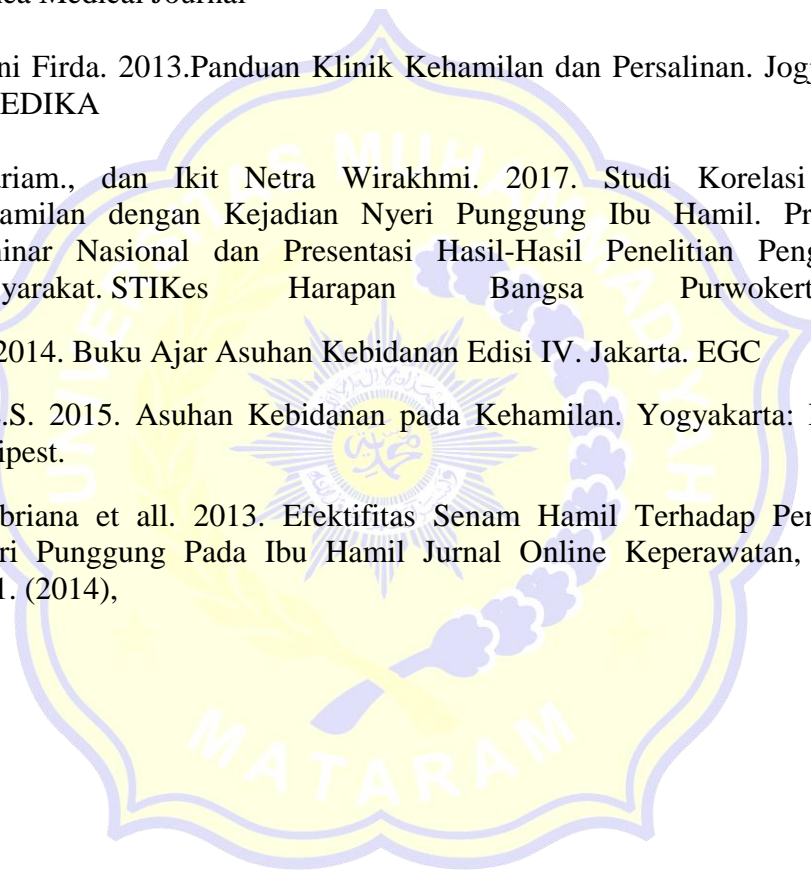 Medical Journal
ni Firda. 2013.Panduan Klinik Kehamilan dan Persalinan. Jog
EDIKA
riam., dan Ikit Netra Wirakhmi. 2017. Studi Korelasi
amilan dengan Kejadian Nyeri Punggung Ibu Hamil. Pr
inar Nasional dan Presentasi Hasil-Hasil Penelitian Peng
yarakat. STIKes Harapan Bangsa Purwokert
2014. Buku Ajar Asuhan Kebidanan Edisi IV. Jakarta. EGC
.S. 2015. Asuhan Kebidanan pada Kehamilan. Yogyakarta:
ipest.
briana et all. 2013. Efektifitas Senam Hamil Terhadap Pen
ri Punggung Pada Ibu Hamil Jurnal Online Keperawatan,
1. (2014),
UNIVERSITAS MUHAMMADIYAH
MATARAM